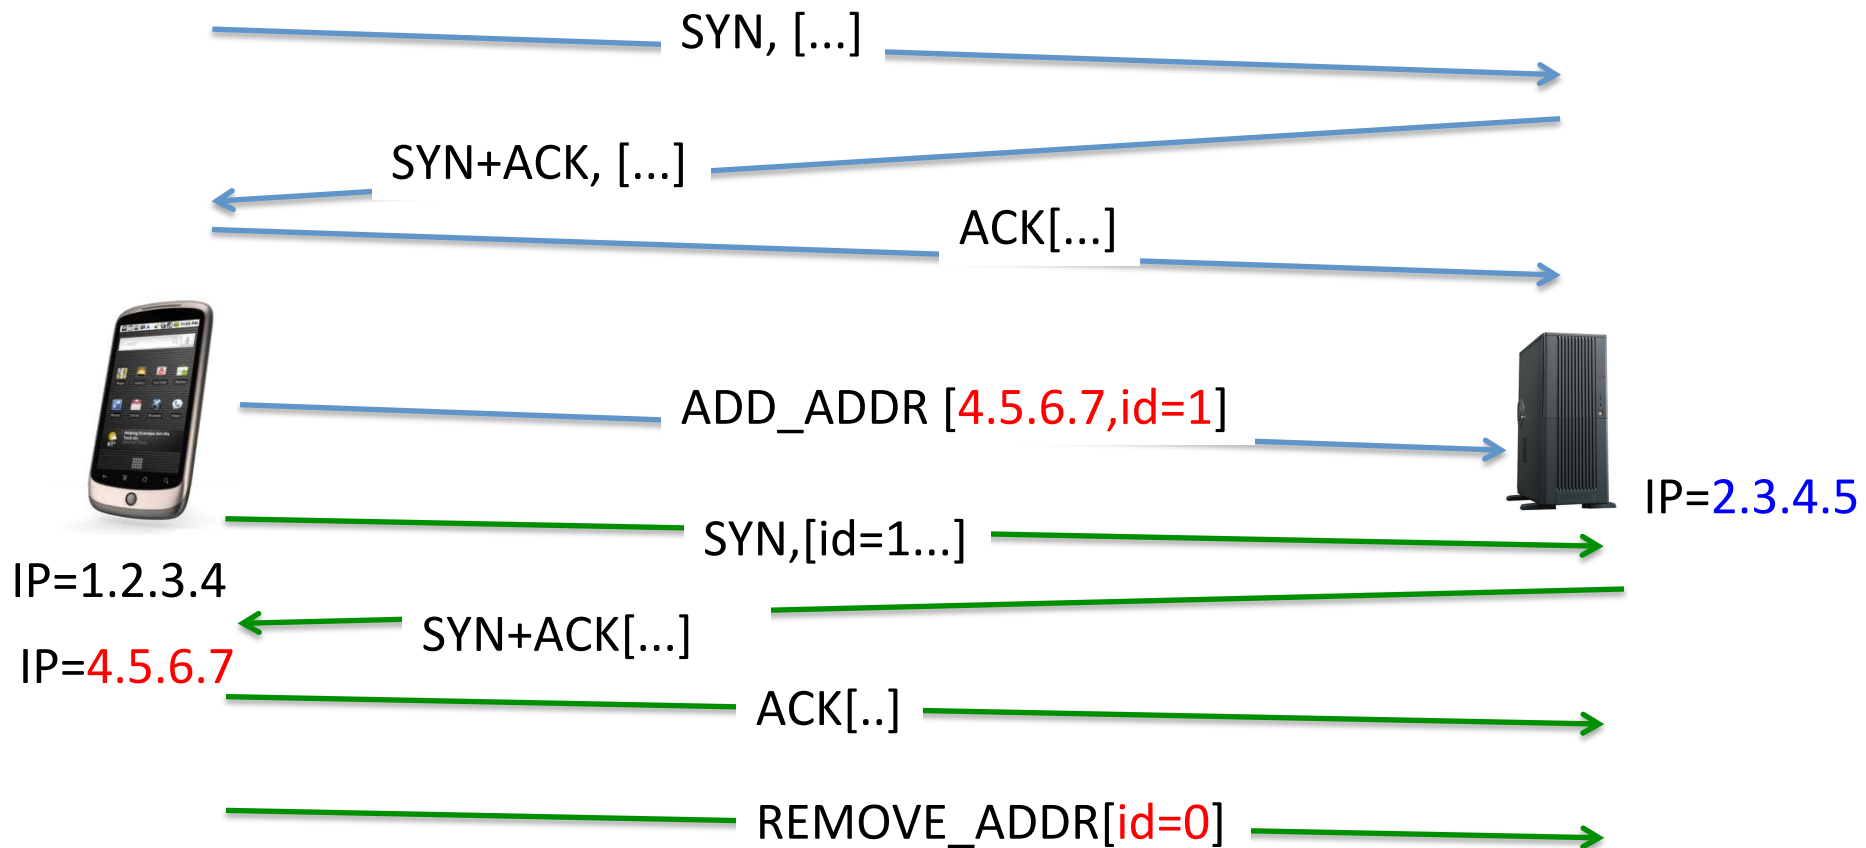 SYN, [...]
SYN+ACK, [...]
ACK[...]
ADD_ADDR [4.5.6.7,id=1]
IP=2.3.4.5
SYN,[id=1...]
IP=1.2.3.4
SYN+ACK[...]
IP=4.5.6.7
ACK[..]
REMOVE_ADDR[id=0]